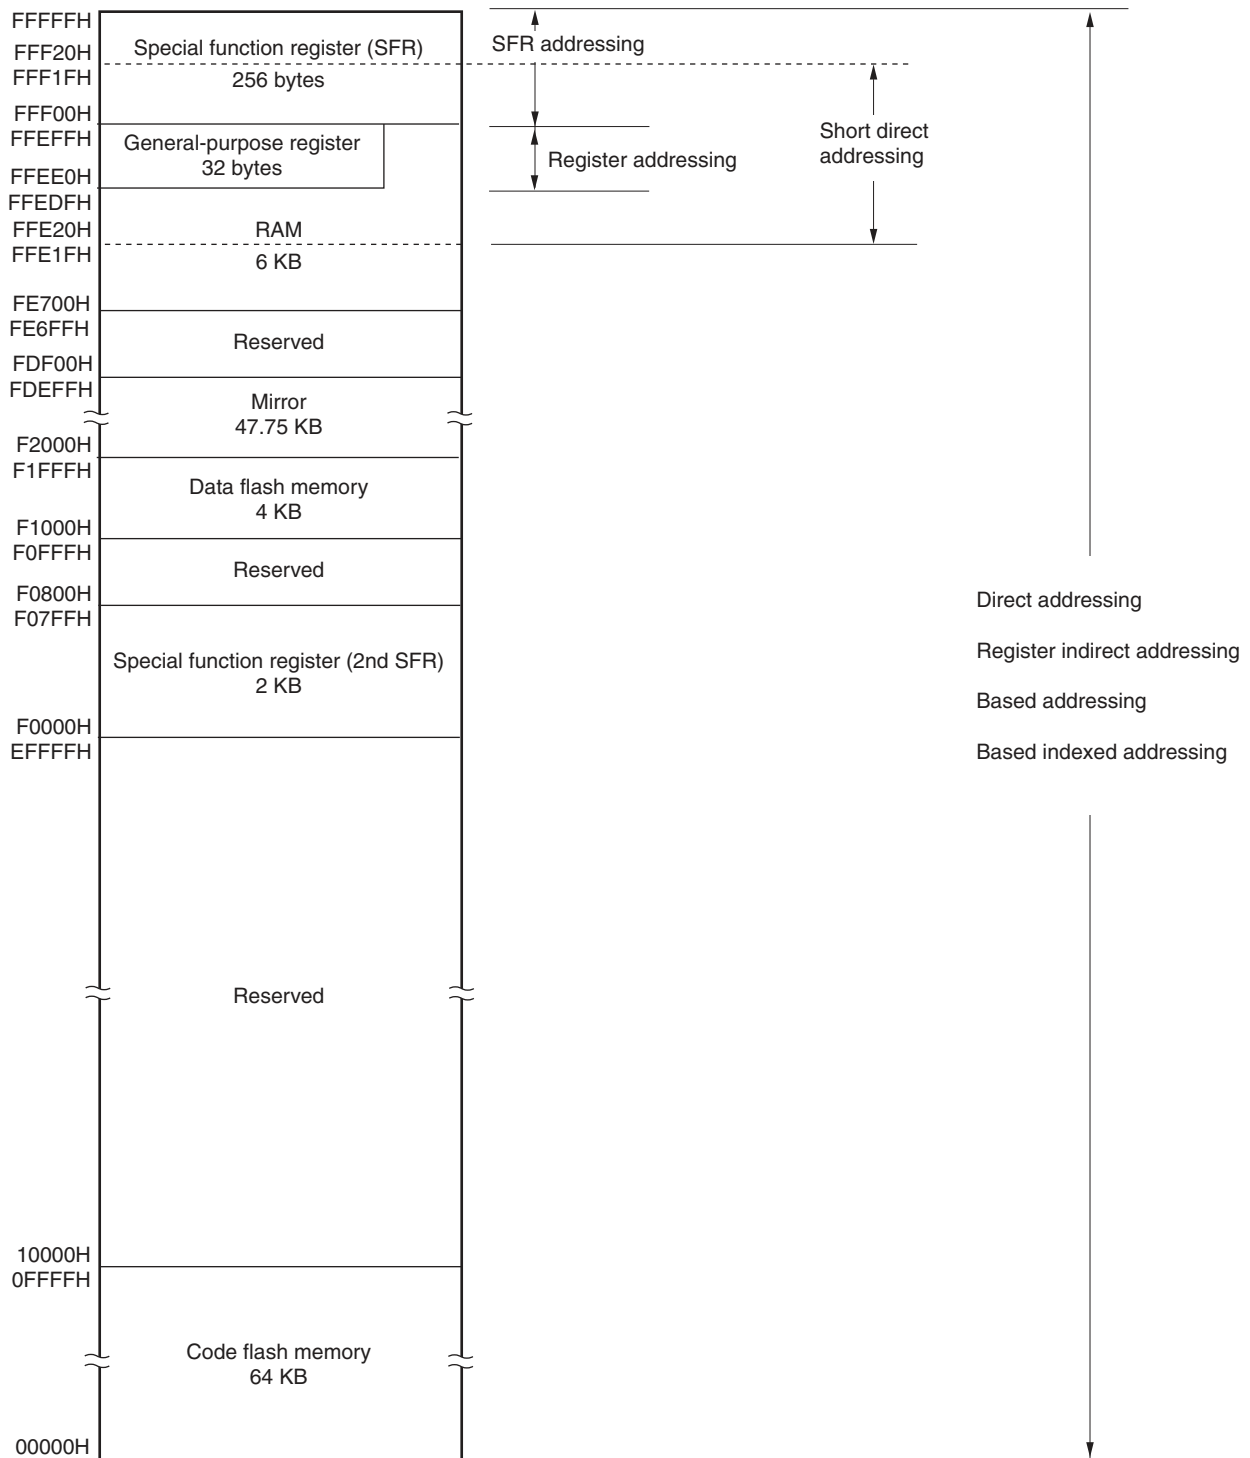 FFFFFH
FFF20H
FFF1FH
FFF00H
FFEFFH
FFEE0H
FFEDFH
FFE20H
FFE1FH
FE700H
FE6FFH
FDF00H
FDEFFH
F2000H
F1FFFH
F1000H
F0FFFH
F0800H
F07FFH
F0000H
EFFFFH
10000H
0FFFFH
00000H
Special function register (SFR)
256 bytes
General-purpose register
32 bytes
RAM
6 KB
Reserved
Mirror
47.75 KB
Data flash memory
4 KB
Reserved
Special function register (2nd SFR)
2 KB
Reserved
Code flash memory
64 KB
SFR addressing
Register addressing
Short direct
addressing
Direct addressing
Register indirect addressing
Based addressing
Based indexed addressing